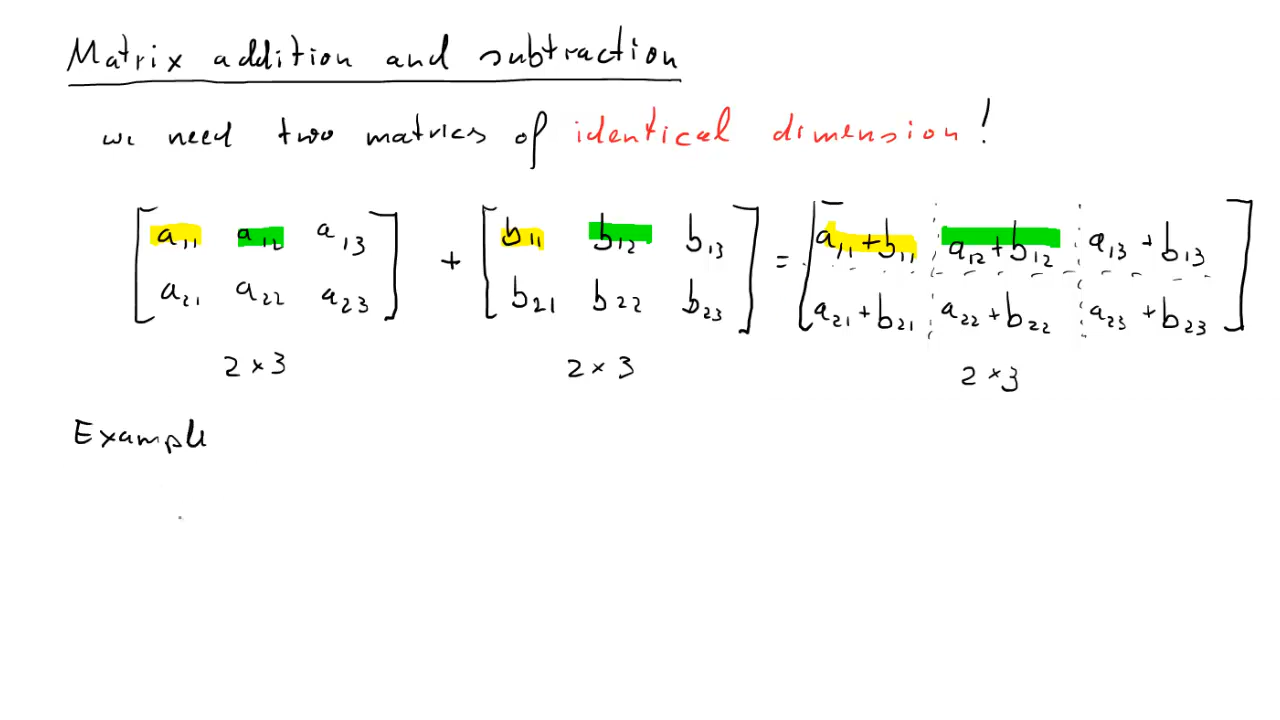 Matrix addition and subtraction
we need two matrices of identical dimension!
[ a11 a12 a13 ] + [ b11 b12 b13 ] = [ a11+b11 a12+b12 a13+b13 ]
[ a21 a22 a23 ] [ b21 b22 b23 ] [ a21+b21 a22+b22 a23+b23 ]
2×3 2×3 2×3
Example